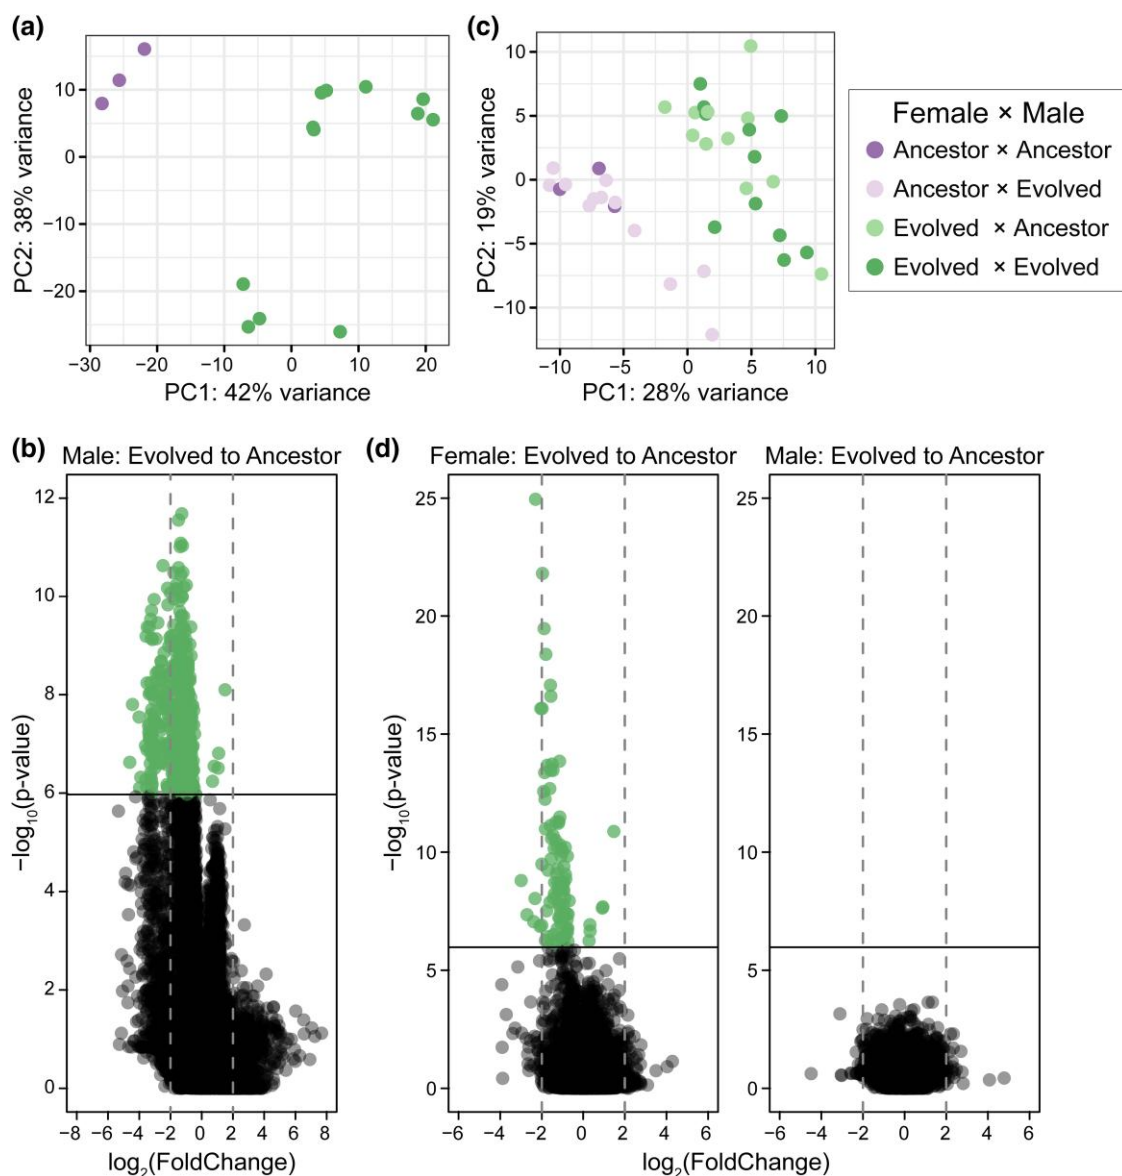 (a)
10
0
−10
−20
PC2: 38% variance
−30 −20 −10 0 10 20
PC1: 42% variance
(c)
10
5
0
−5
−10
PC2: 19% variance
−10 −5 0 5 10
PC1: 28% variance
Female × Male
Ancestor × Ancestor
Ancestor × Evolved
Evolved × Ancestor
Evolved × Evolved
(b) Male: Evolved to Ancestor
12
10
8
6
4
2
0
−log10(p-value)
−8 −6 −4 −2 0 2 4 6 8
log2(FoldChange)
(d) Female: Evolved to Ancestor
25
20
15
10
5
0
−log10(p-value)
−6 −4 −2 0 2 4 6
Male: Evolved to Ancestor
25
20
15
10
5
0
−6 −4 −2 0 2 4 6
log2(FoldChange)